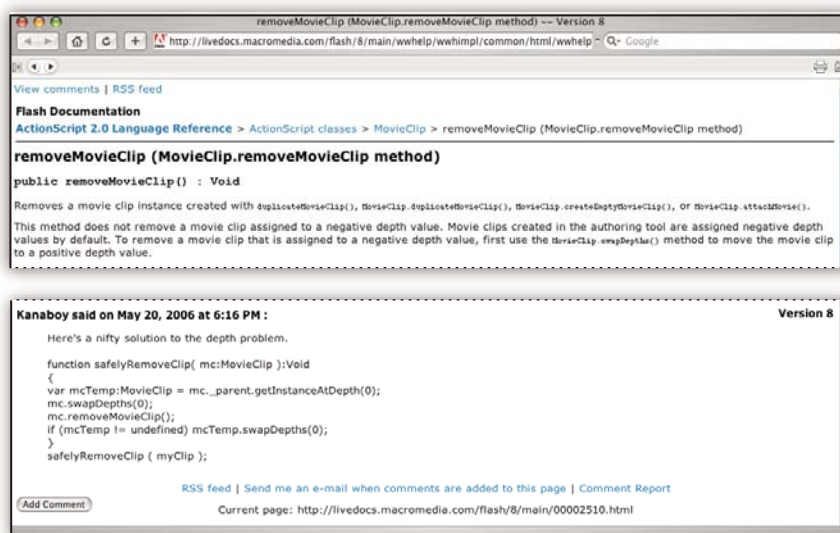 removeMovieClip (MovieClip.removeMovieClip method) -- Version 8
http://livedocs.macromedia.com/flash/8/main/wwhelp/wwhimpl/common/html/wwhelp
Google
View comments | RSS feed
Flash Documentation
ActionScript 2.0 Language Reference > ActionScript classes > MovieClip > removeMovieClip (MovieClip.removeMovieClip method)
removeMovieClip (MovieClip.removeMovieClip method)
public removeMovieClip() : Void
Removes a movie clip instance created with duplicateMovieClip(), MovieClip.duplicateMovieClip(), MovieClip.createEmptyMovieClip(), or MovieClip.attachMovie().
This method does not remove a movie clip assigned to a negative depth value. Movie clips created in the authoring tool are assigned negative depth
values by default. To remove a movie clip that is assigned to a negative depth value, first use the MovieClip.swapDepths() method to move the movie clip
to a positive depth value.
Kanaboy said on May 20, 2006 at 6:16 PM :
Version 8
Here's a nifty solution to the depth problem.
function safelyRemoveClip( mc:MovieClip ):Void
{
var mcTemp:MovieClip = mc._parent.getInstanceAtDepth(0);
mc.swapDepths(0);
mc.removeMovieClip();
if (mcTemp != undefined) mcTemp.swapDepths(0);
}
safelyRemoveClip ( myClip );
RSS feed | Send me an e-mail when comments are added to this page | Comment Report
Add Comment
Current page: http://livedocs.macromedia.com/flash/8/main/00002510.html